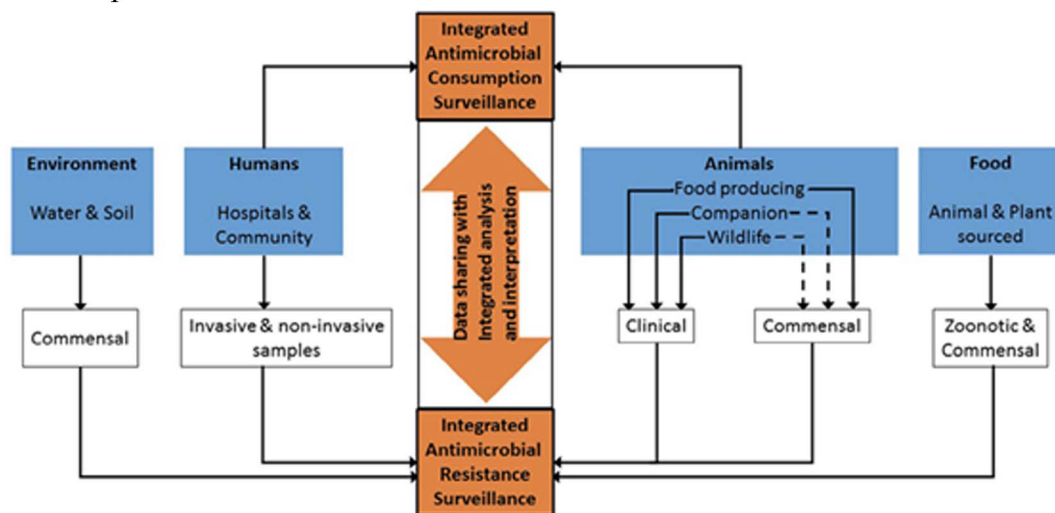 Integrated
Antimicrobial
Consumption
Surveillance
Environment
Water & Soil
Humans
Hospitals &
Community
Data sharing with
Integrated analysis
and interpretation
Animals
Food producing
Companion
Wildlife
Food
Animal & Plant
sourced
Commensal
Invasive & non-invasive
samples
Clinical
Commensal
Zoonotic &
Commensal
Integrated
Antimicrobial
Resistance
Surveillance